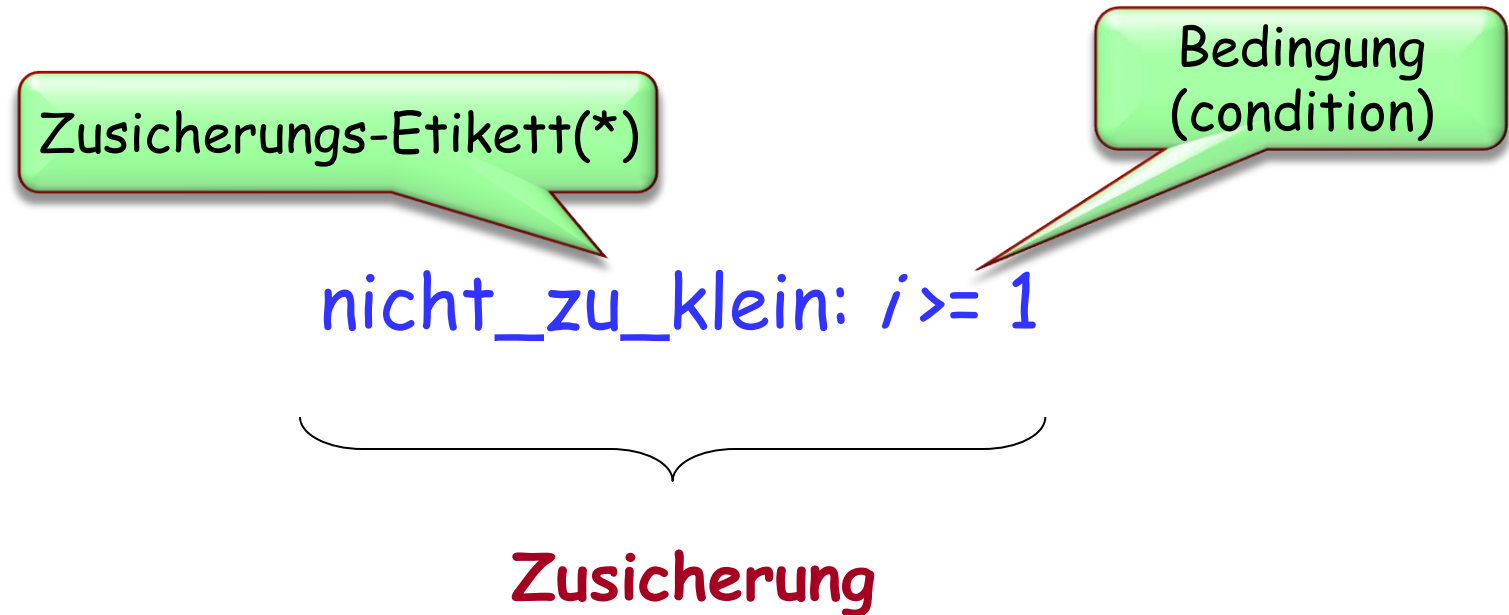 Bedingung
(condition)
Zusicherungs-Etikett(*)
nicht_zu_klein: i >= 1
Zusicherung